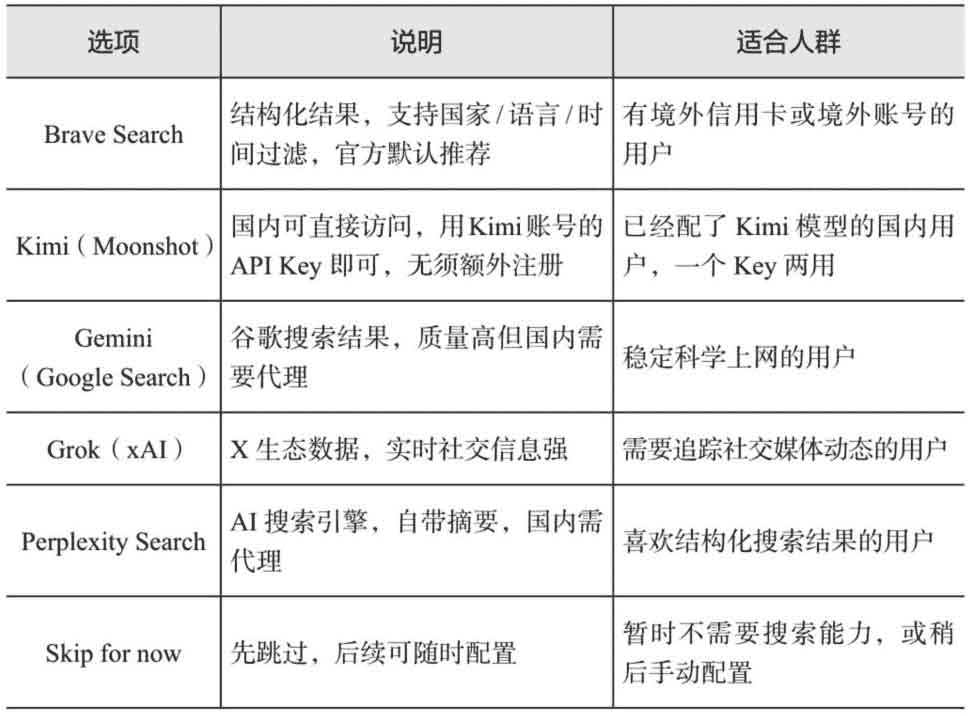 选项 说明 适合人群
Brave Search
结构化结果，支持国家/语言/时
间过滤，官方默认推荐
有境外信用卡或境外账号的
用户
Kimi（Moonshot）
国内可直接访问，用Kimi账号的
API Key 即可，无须额外注册
已经配了 Kimi 模型的国内用
户，一个 Key 两用
Gemini
（Google Search）
谷歌搜索结果，质量高但国内需
要代理
稳定科学上网的用户
Grok（xAI）
X 生态数据，实时社交信息强
需要追踪社交媒体动态的用户
Perplexity Search
AI 搜索引擎，自带摘要，国内需
代理
喜欢结构化搜索结果的用户
Skip for now
先跳过，后续可随时配置
暂时不需要搜索能力，或稍
后手动配置